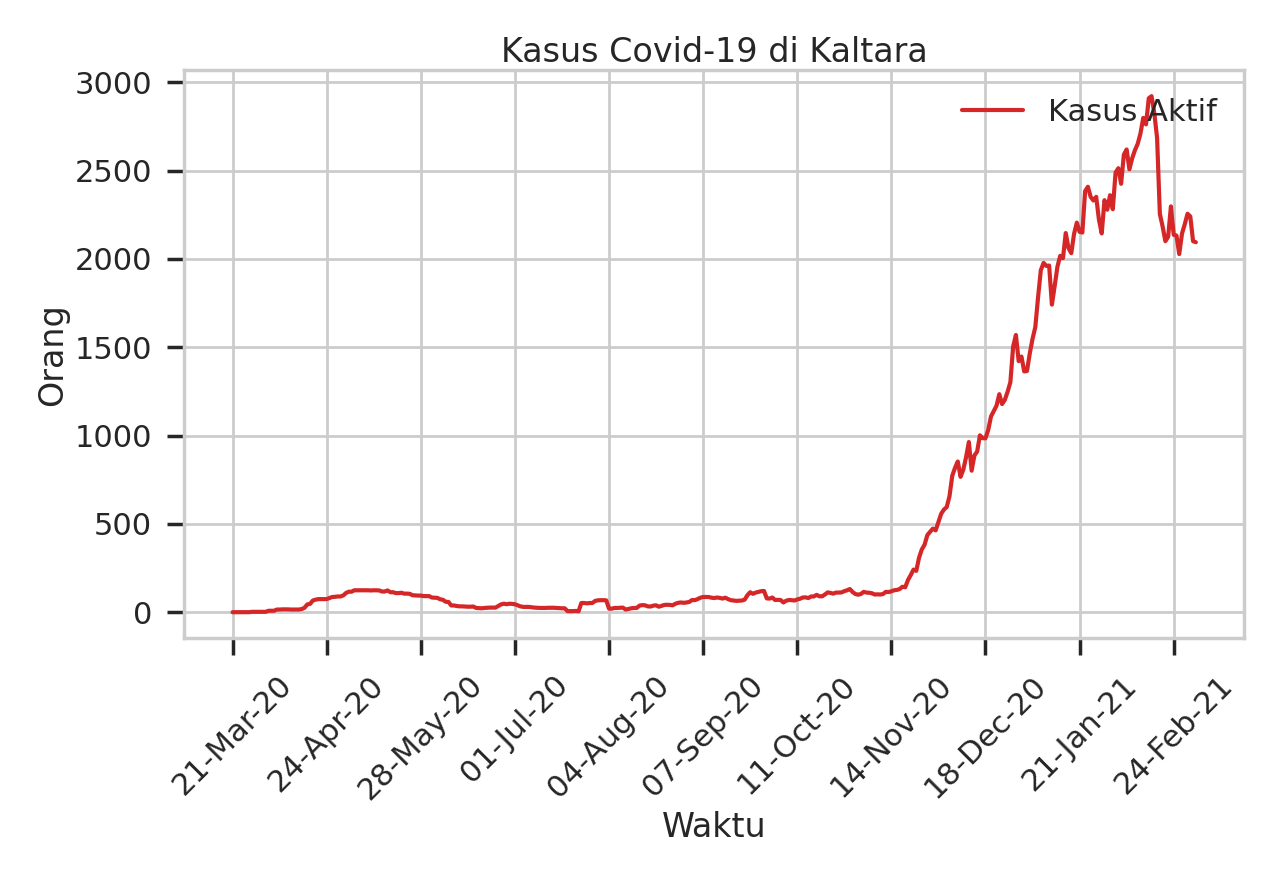 Kasus Covid-19 di Kaltara
Kasus Aktif
Orang
3000
2500
2000
1500
1000
500
0
21-Mar-20
24-Apr-20
28-May-20
01-Jul-20
04-Aug-20
07-Sep-20
11-Oct-20
14-Nov-20
18-Dec-20
21-Jan-21
24-Feb-21
Waktu